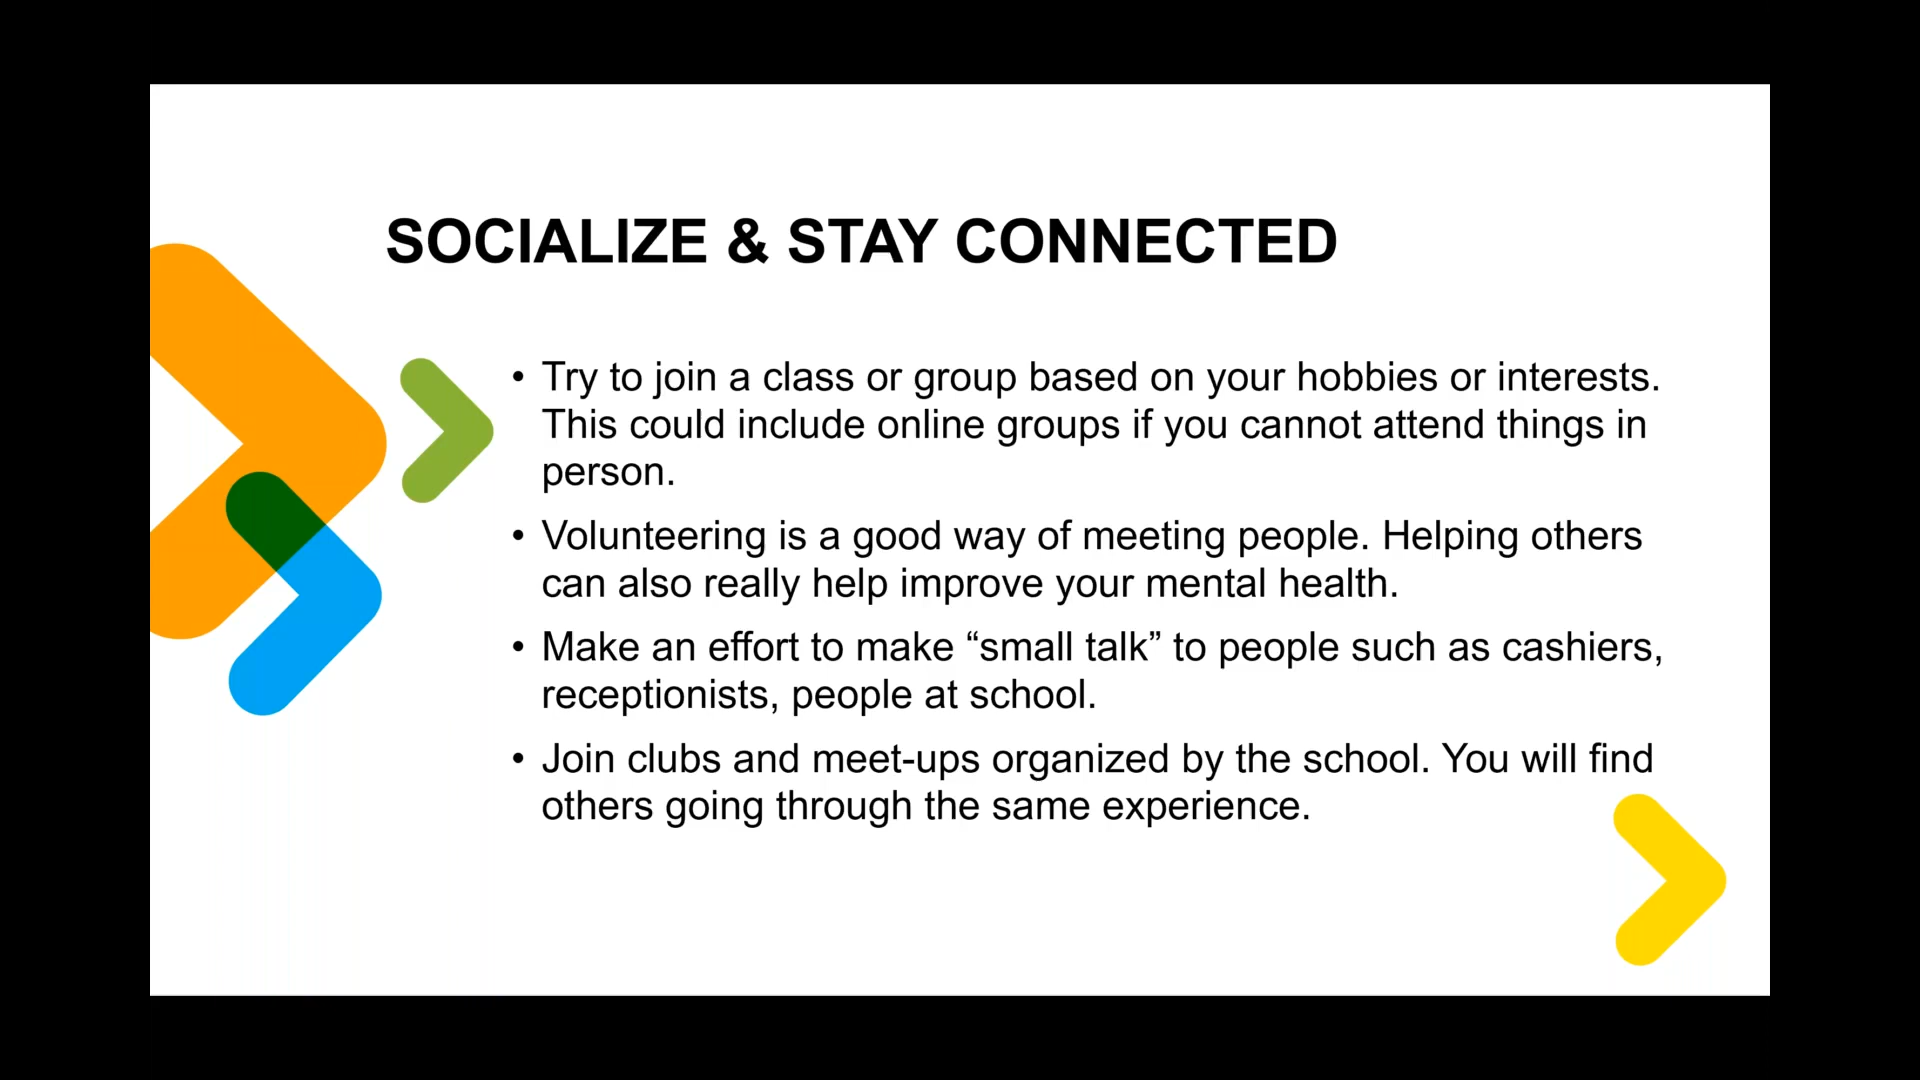 SOCIALIZE & STAY CONNECTED
• Try to join a class or group based on your hobbies or interests.
This could include online groups if you cannot attend things in
person.
• Volunteering is a good way of meeting people. Helping others
can also really help improve your mental health.
• Make an effort to make “small talk” to people such as cashiers,
receptionists, people at school.
• Join clubs and meet-ups organized by the school. You will find
others going through the same experience.